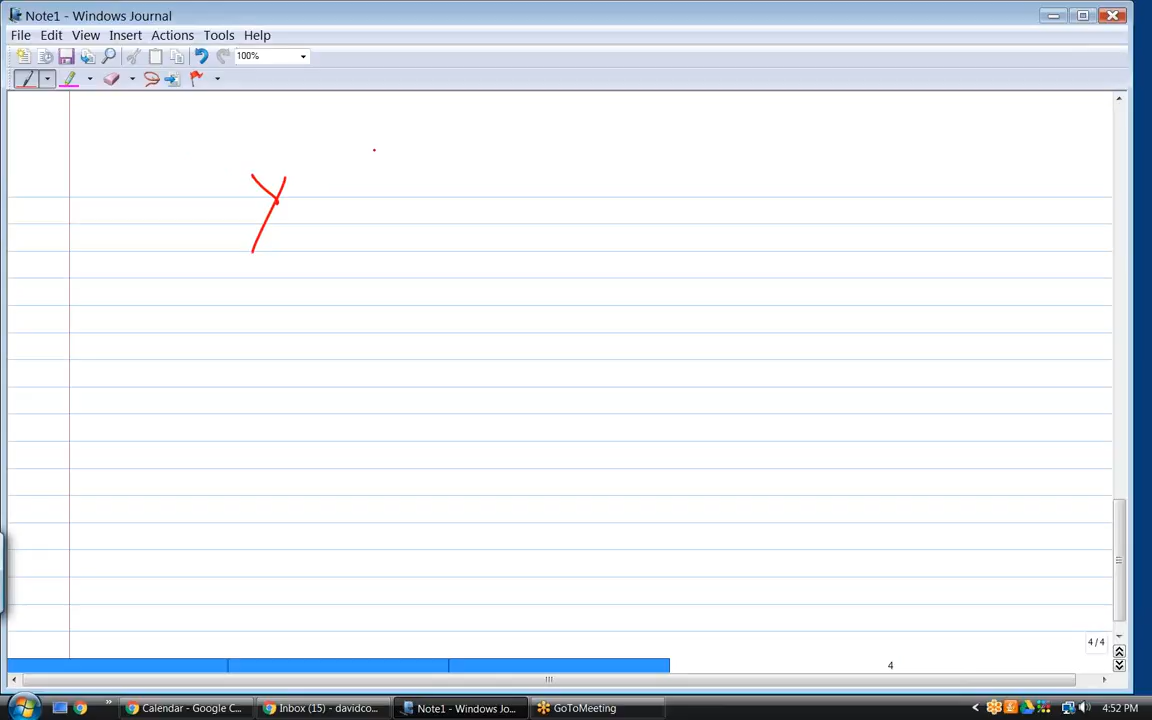 Note1 - Windows Journal
File Edit View Insert Actions Tools Help
100%
y
4 / 4
4
Calendar - Google C...
Inbox (15) - davidco...
Note1 - Windows Jo...
GoToMeeting
4:52 PM